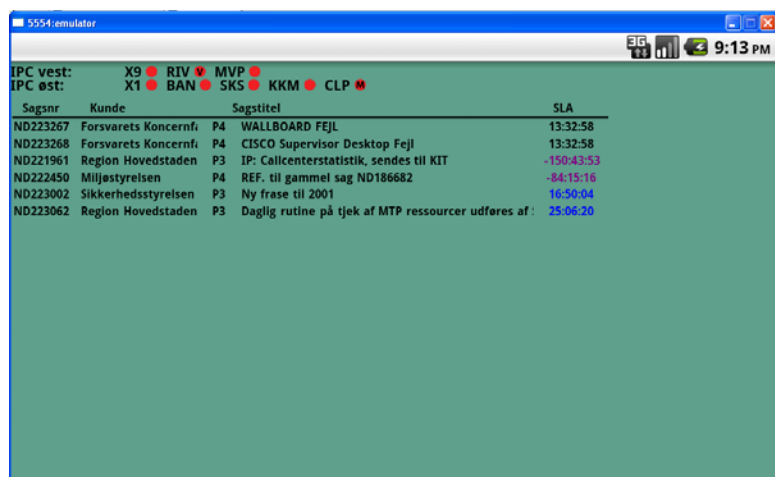 5554:emulator
3G 9:13 PM
IPC vest: X9 RIV V MVP
IPC øst: X1 BAN SKS KKM CLP M
Sagsnr Kunde Sagstitel SLA
ND223267 Forsvarets Koncernfa P4 WALLBOARD FEJL 13:32:58
ND223268 Forsvarets Koncernfa P4 CISCO Supervisor Desktop Fejl 13:32:58
ND221961 Region Hovedstaden P3 IP: Callcenterstatistik, sendes til KIT -150:43:53
ND222450 Miljøstyrelsen P4 REF. til gammel sag ND186682 -84:15:16
ND223002 Sikkerhedsstyrelsen P3 Ny frase til 2001 16:50:04
ND223062 Region Hovedstaden P3 Daglig rutine på tjek af MTP ressourcer udføres af 25:06:20